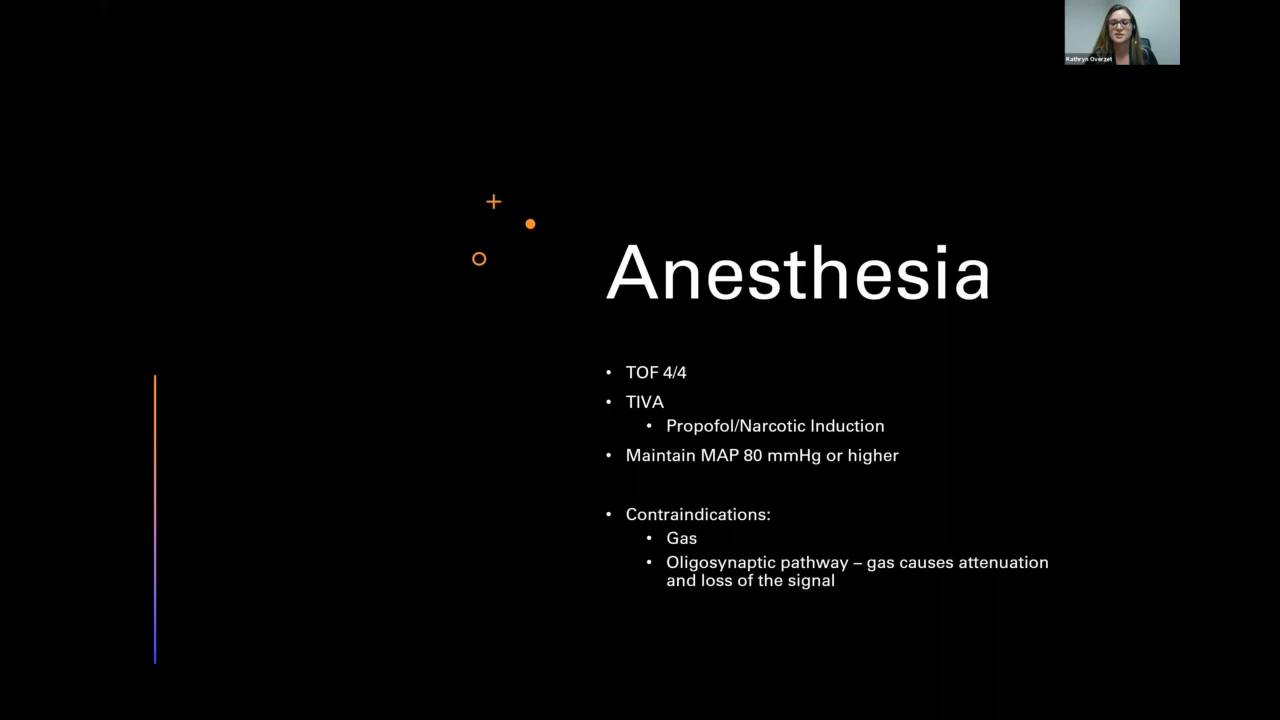 Kathryn Overzet
Anesthesia
• TOF 4/4
• TIVA
• Propofol/Narcotic Induction
• Maintain MAP 80 mmHg or higher
• Contraindications:
• Gas
• Oligosynaptic pathway – gas causes attenuation
and loss of the signal